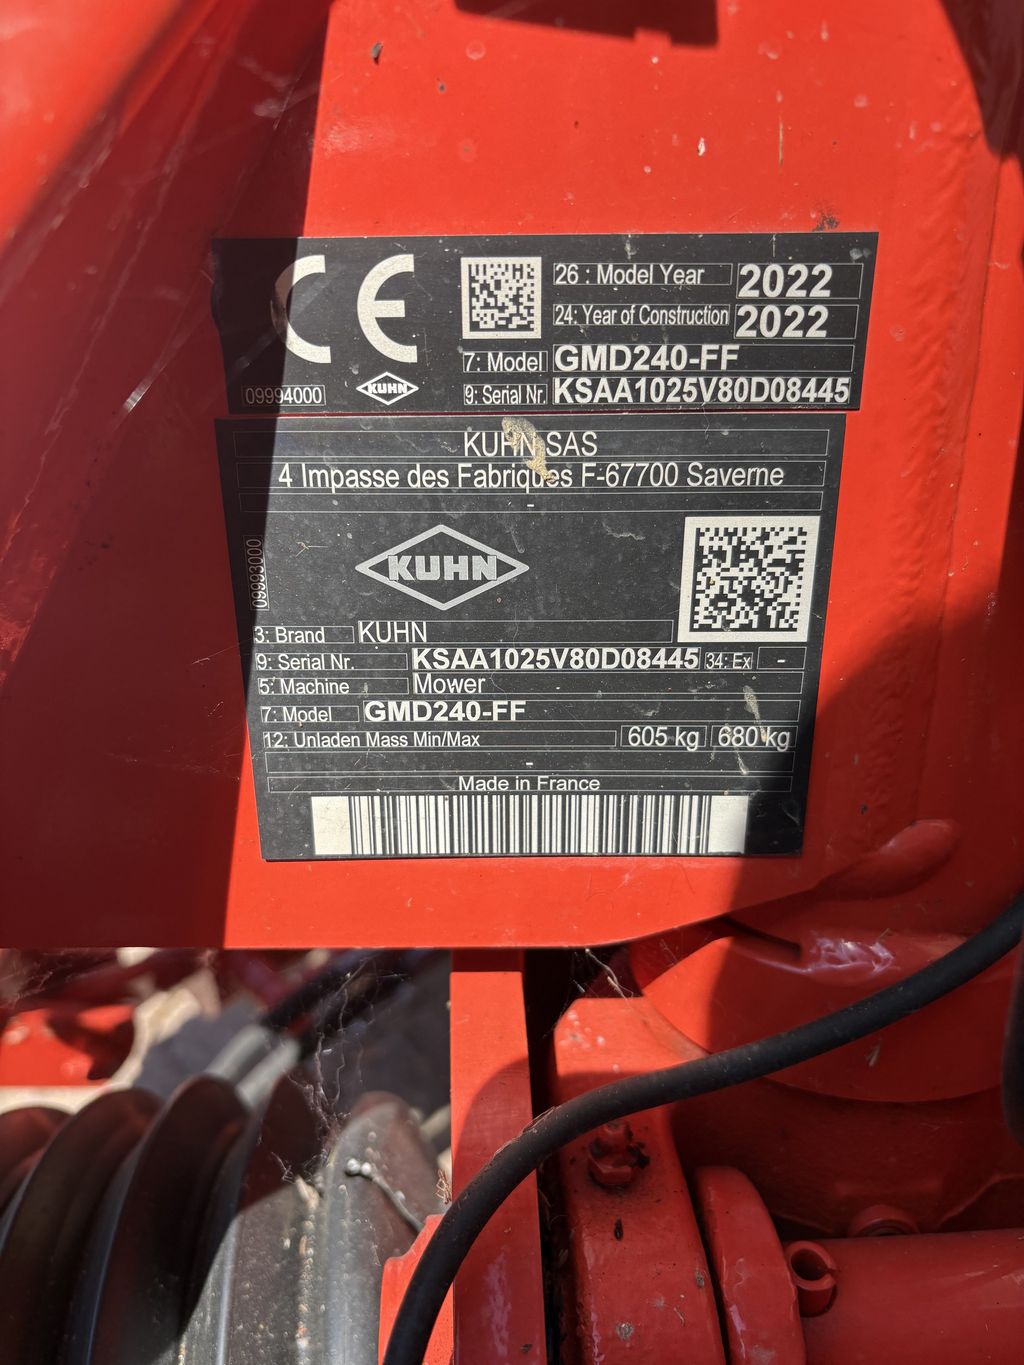 CE
26 : Model Year 2022
24: Year of Construction 2022
7: Model GMD240-FF
9: Serial Nr. KSAA1025V80D08445
09994000 KUHN
KUHN SAS
4 Impasse des Fabriques F-67700 Saverne
-
09993000
KUHN
3: Brand KUHN
9: Serial Nr. KSAA1025V80D08445 34: Ex -
5: Machine Mower
7: Model GMD240-FF
12: Unladen Mass Min/Max 605 kg 680 kg
-
Made in France